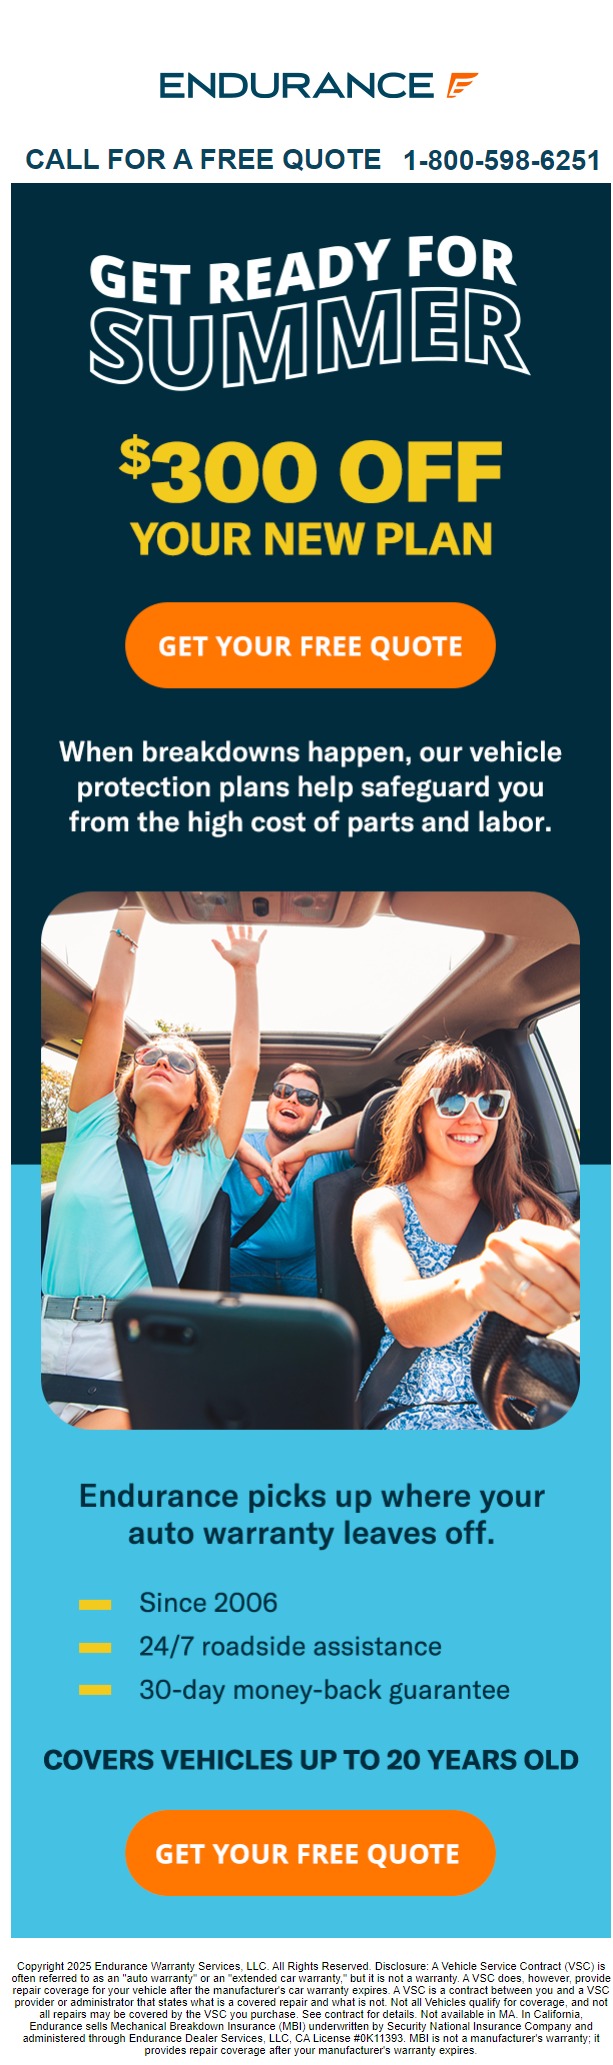 ENDURANCE
CALL FOR A FREE QUOTE 1-800-598-6251
GET READY FOR
SUMMER
$300 OFF
YOUR NEW PLAN
GET YOUR FREE QUOTE
When breakdowns happen, our vehicle
protection plans help safeguard you
from the high cost of parts and labor.
Endurance picks up where your
auto warranty leaves off.
Since 2006
24/7 roadside assistance
30-day money-back guarantee
COVERS VEHICLES UP TO 20 YEARS OLD
GET YOUR FREE QUOTE
Copyright 2025 Endurance Warranty Services, LLC. All Rights Reserved. Disclosure: A Vehicle Service Contract (VSC) is
often referred to as an "auto warranty" or an "extended car warranty," but it is not a warranty. A VSC does, however, provide
repair coverage for your vehicle after the manufacturer's car warranty expires. A VSC is a contract between you and a VSC
provider or administrator that states what is a covered repair and what is not. Not all Vehicles qualify for coverage, and not
all repairs may be covered by the VSC you purchase. See contract for details. Not available in MA. In California,
Endurance sells Mechanical Breakdown Insurance (MBI) underwritten by Security National Insurance Company and
administered through Endurance Dealer Services, LLC, CA License #0K11393. MBI is not a manufacturer's warranty; it
provides repair coverage after your manufacturer's warranty expires.